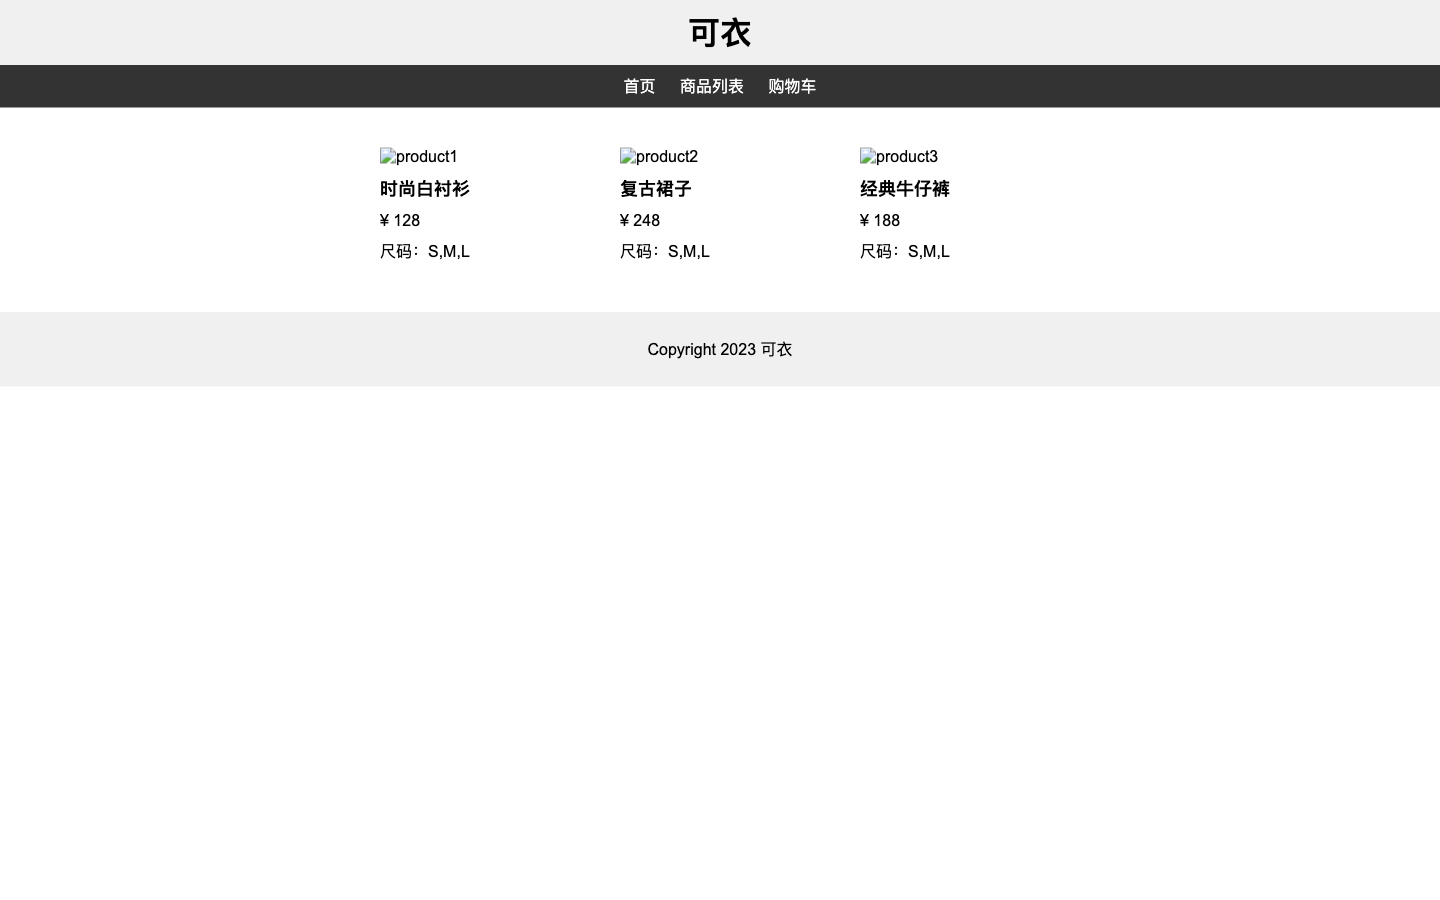 可衣
首页 商品列表 购物车
product1 product2 product3
时尚白衬衫 复古裙子 经典牛仔裤
¥ 128 ¥ 248 ¥ 188
尺码：S,M,L 尺码：S,M,L 尺码：S,M,L
Copyright 2023 可衣